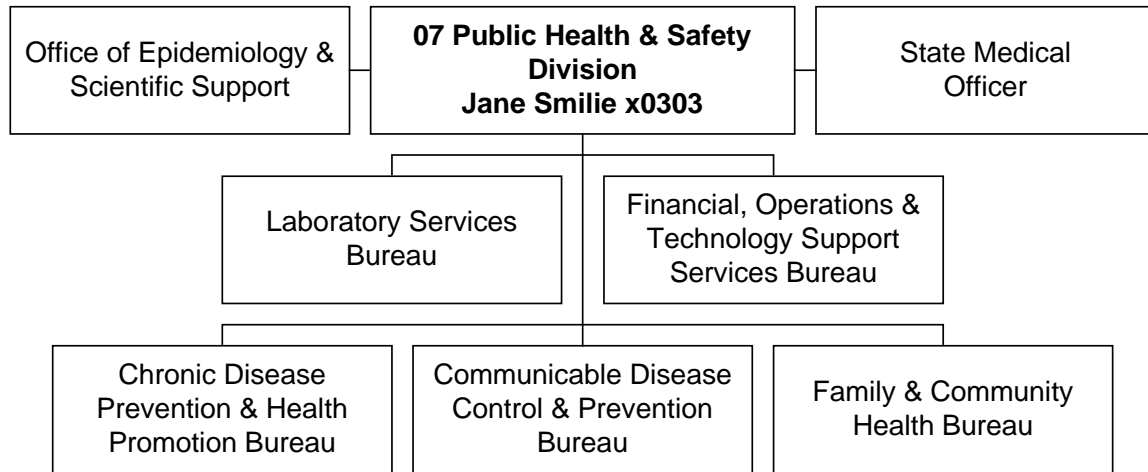 Office of Epidemiology &
Scientific Support
07 Public Health & Safety
Division
Jane Smilie x0303
State Medical
Officer
Laboratory Services
Bureau
Financial, Operations &
Technology Support
Services Bureau
Chronic Disease
Prevention & Health
Promotion Bureau
Communicable Disease
Control & Prevention
Bureau
Family & Community
Health Bureau